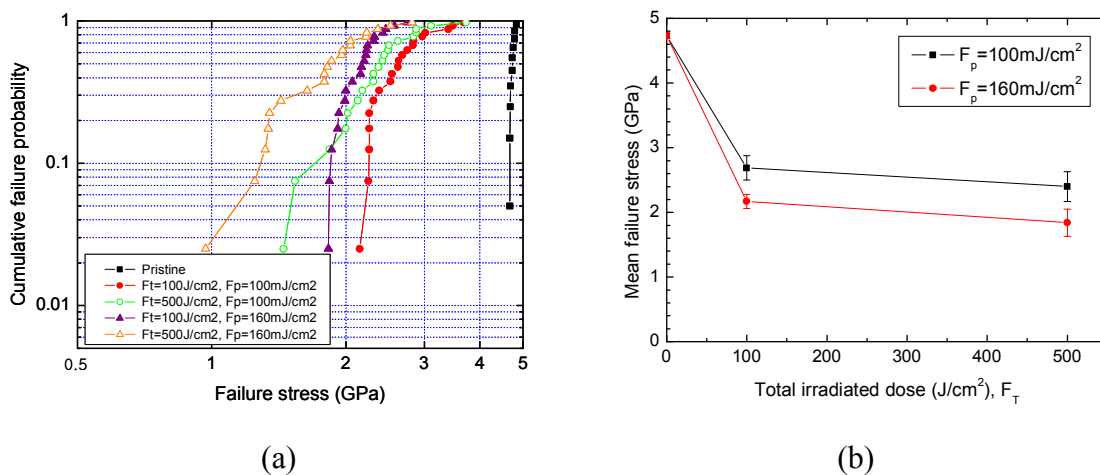 1
0.1
0.01
0.5
1
2
3
4
5
Cumulative failure probability
Failure stress (GPa)
Pristine
Ft=100J/cm2, Fp=100mJ/cm2
Ft=500J/cm2, Fp=100mJ/cm2
Ft=100J/cm2, Fp=160mJ/cm2
Ft=500J/cm2, Fp=160mJ/cm2
(a)
5
4
3
2
1
0
0
100
200
300
400
500
Mean failure stress (GPa)
Total irradiated dose (J/cm²), F_T
F_p=100mJ/cm²
F_p=160mJ/cm²
(b)